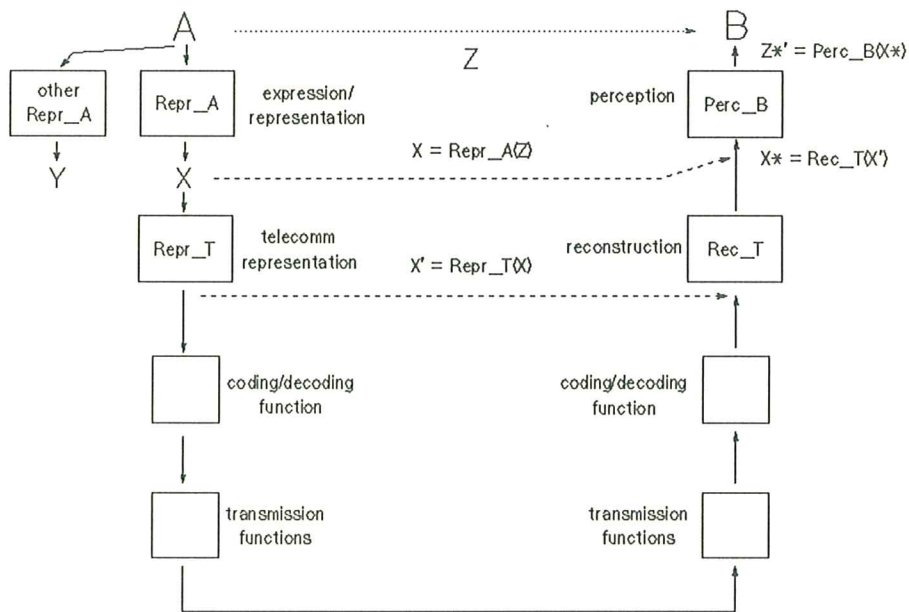 A
B
Z
Z*' = Perc_B(X*)
other
Repr_A
Repr_A
expression/
representation
perception
Perc_B
X = Repr_A(Z)
X* = Rec_T(X')
Y
X
Repr_T
telecomm
representation
reconstruction
Rec_T
X' = Repr_T(X)
coding/decoding
function
coding/decoding
function
transmission
functions
transmission
functions